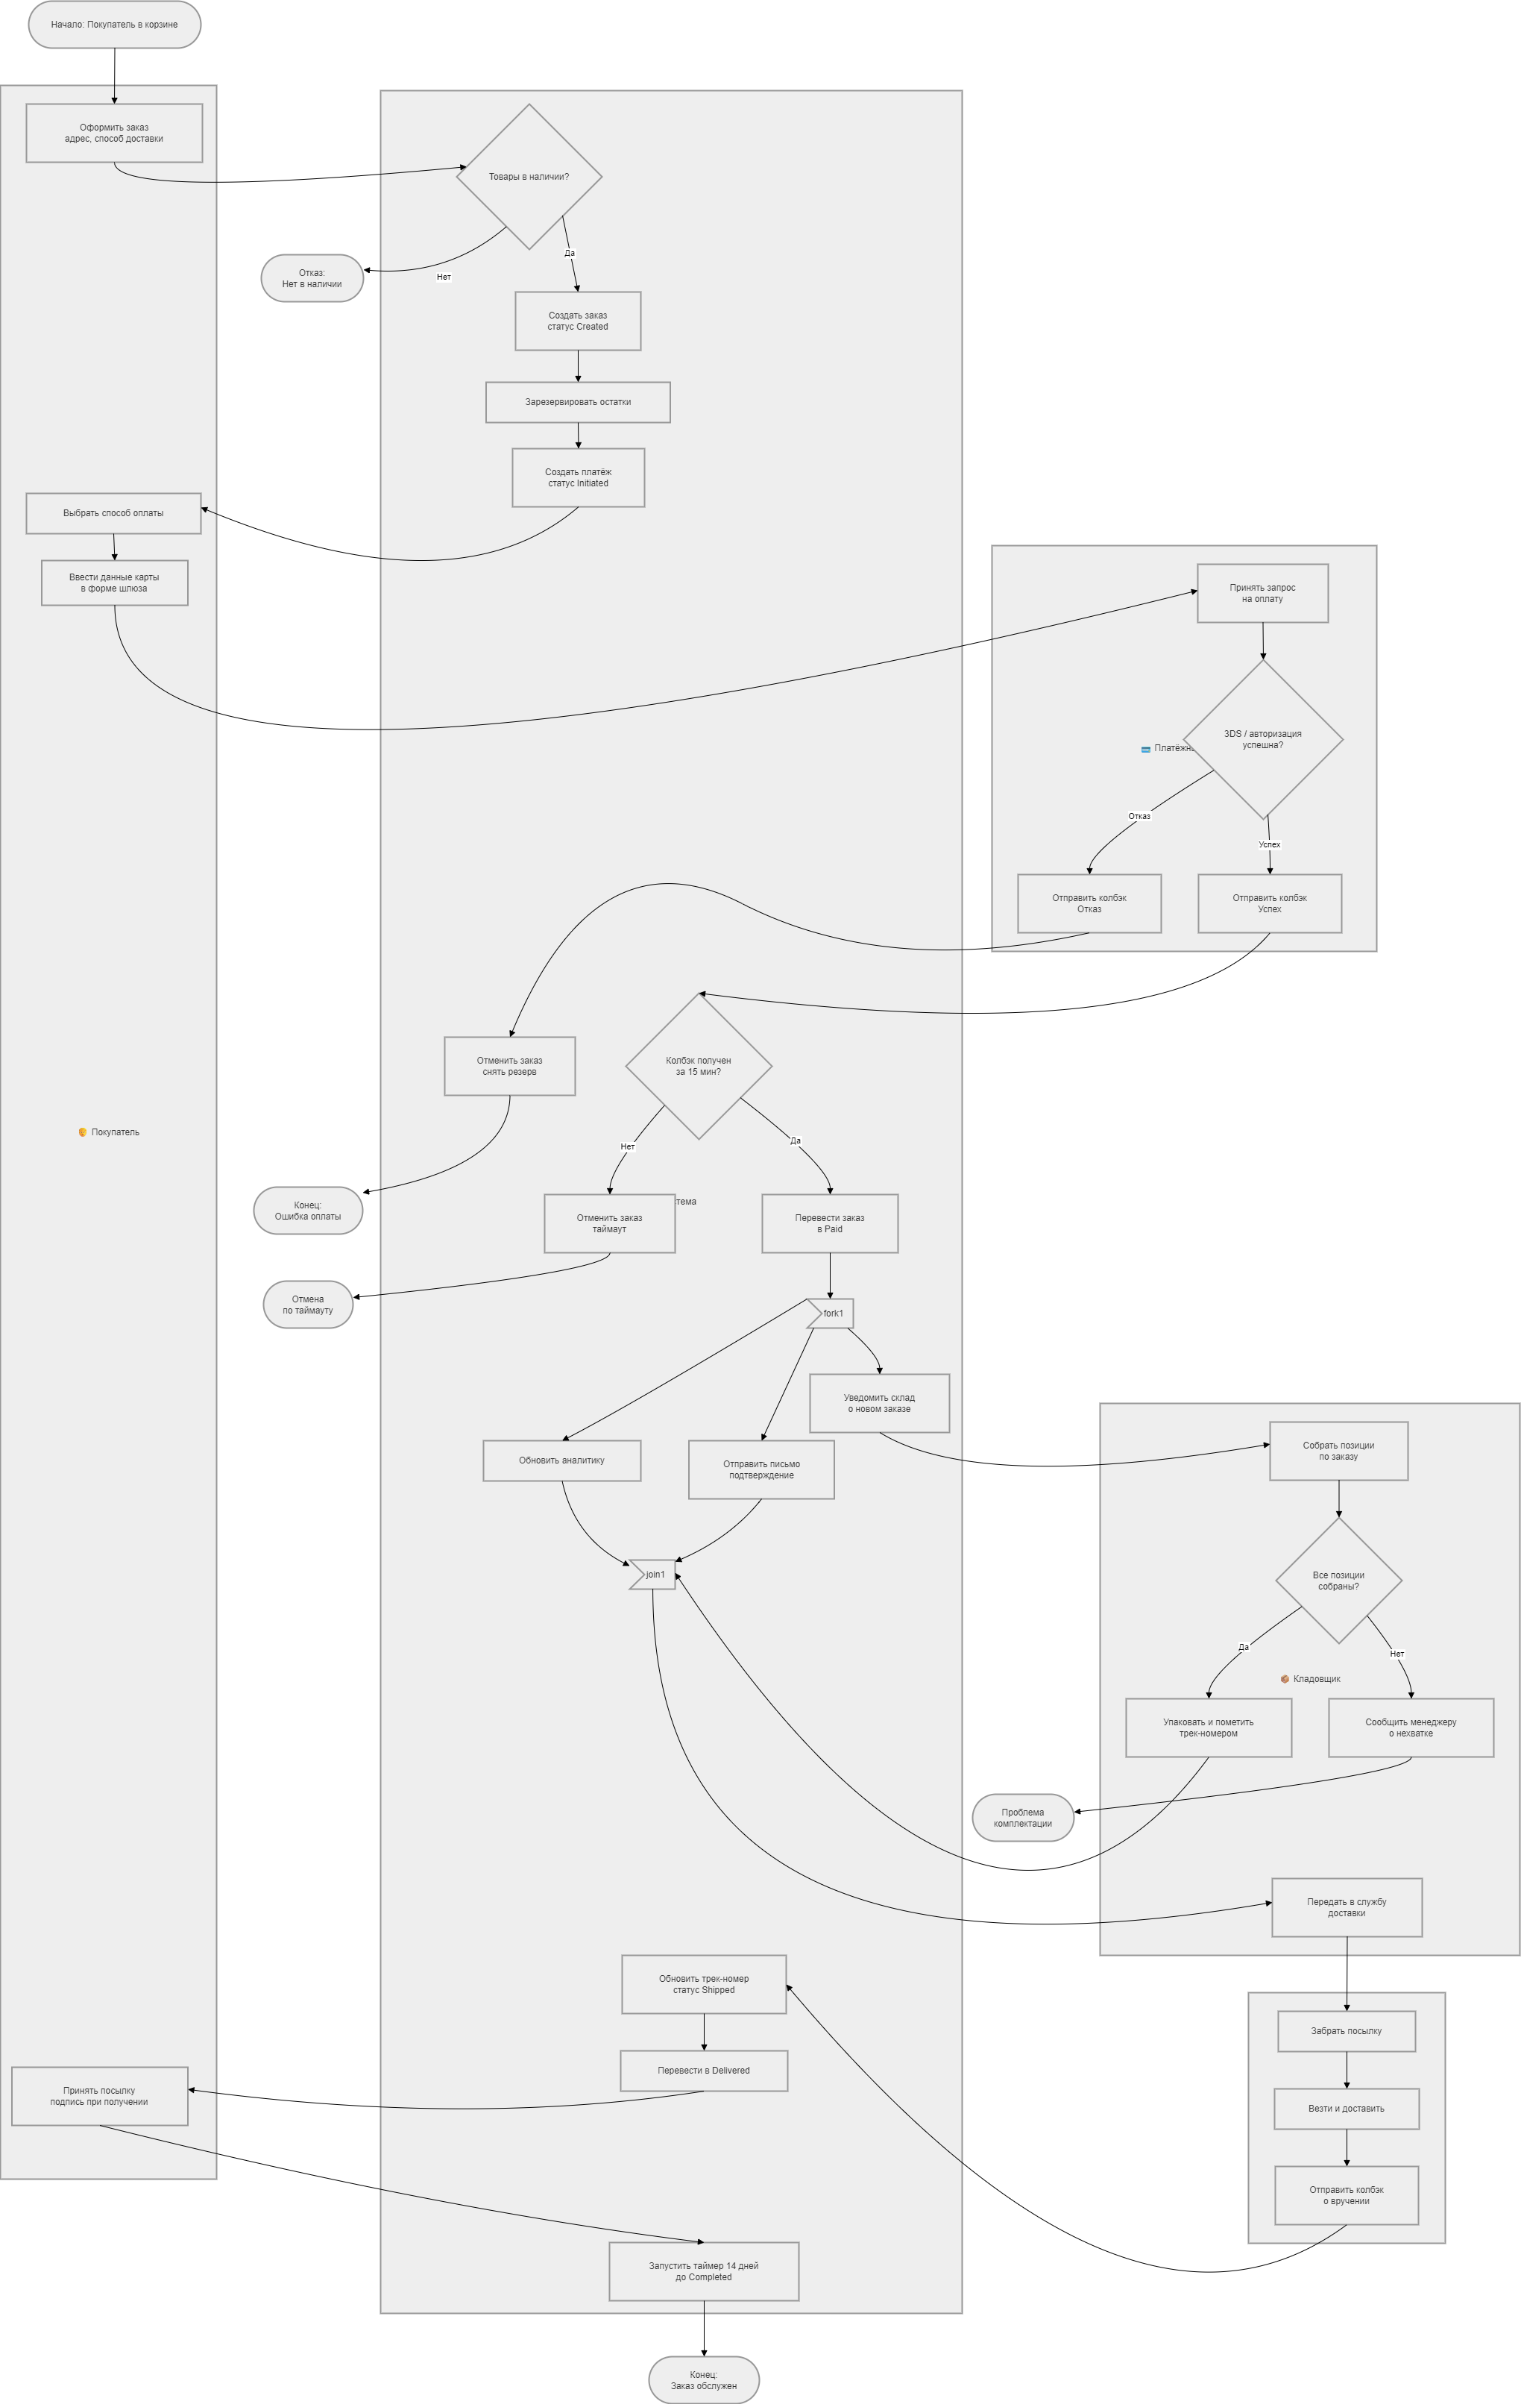 Начало: Покупатель в корзине
Оформить заказ
адрес, способ доставки
Товары в наличии?
Нет
Да
Отказ:
Нет в наличии
Создать заказ
статус Created
Зарезервировать остатки
Создать платёж
статус Initiated
Выбрать способ оплаты
Ввести данные карты
в форме шлюза
Принять запрос
на оплату
3DS / авторизация
успешна?
Отказ
Успех
Отправить колбэк
Отказ
Отправить колбэк
Успех
Колбэк получен
за 15 мин?
Отменить заказ
снять резерв
Покупатель
Нет
Да
Конец:
Ошибка оплаты
Отменить заказ
таймаут
тема
Перевести заказ
в Paid
Отмена
по таймауту
fork1
Уведомить склад
о новом заказе
Обновить аналитику
Отправить письмо
подтверждение
Собрать позиции
по заказу
join1
Все позиции
собраны?
Да
Нет
Кладовщик
Упаковать и пометить
трек-номером
Сообщить менеджеру
о нехватке
Проблема
комплектации
Передать в службу
доставки
Обновить трек-номер
статус Shipped
Забрать посылку
Перевести в Delivered
Принять посылку
подпись при получении
Везти и доставить
Отправить колбэк
о вручении
Запустить таймер 14 дней
до Completed
Конец:
Заказ обслужен